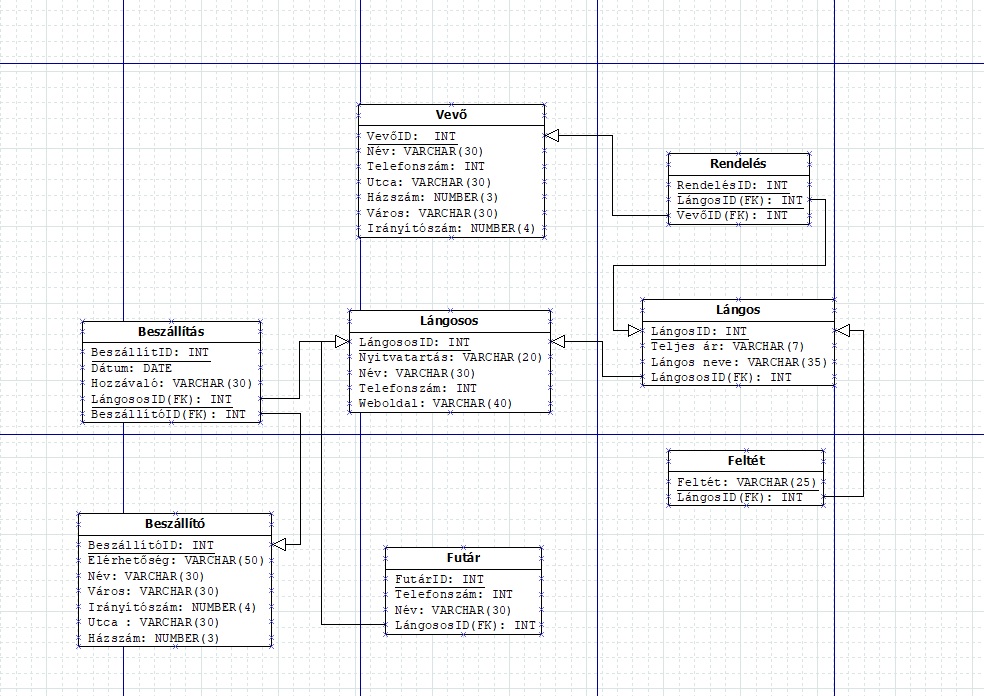 Vevő
VevőID: INT
Név: VARCHAR(30)
Telefonszám: INT
Utca: VARCHAR(30)
Házszám: NUMBER(3)
Város: VARCHAR(30)
Irányítószám: NUMBER(4)
Rendelés
RendelésID: INT
LángosID(FK): INT
VevőID(FK): INT
Beszállítás
BeszállítID: INT
Dátum: DATE
Hozzávaló: VARCHAR(30)
LángososID(FK): INT
BeszállítóID(FK): INT
Lángosos
LángososID: INT
Nyitvatartás: VARCHAR(20)
Név: VARCHAR(30)
Telefonszám: INT
Weboldal: VARCHAR(40)
Lángos
LángosID: INT
Teljes ár: VARCHAR(7)
Lángos neve: VARCHAR(35)
LángososID(FK): INT
Feltét
Feltét: VARCHAR(25)
LángosID(FK): INT
Beszállító
BeszállítóID: INT
Elérhetőség: VARCHAR(50)
Név: VARCHAR(30)
Város: VARCHAR(30)
Irányítószám: NUMBER(4)
Utca : VARCHAR(30)
Házszám: NUMBER(3)
Futár
FutárID: INT
Telefonszám: INT
Név: VARCHAR(30)
LángososID(FK): INT